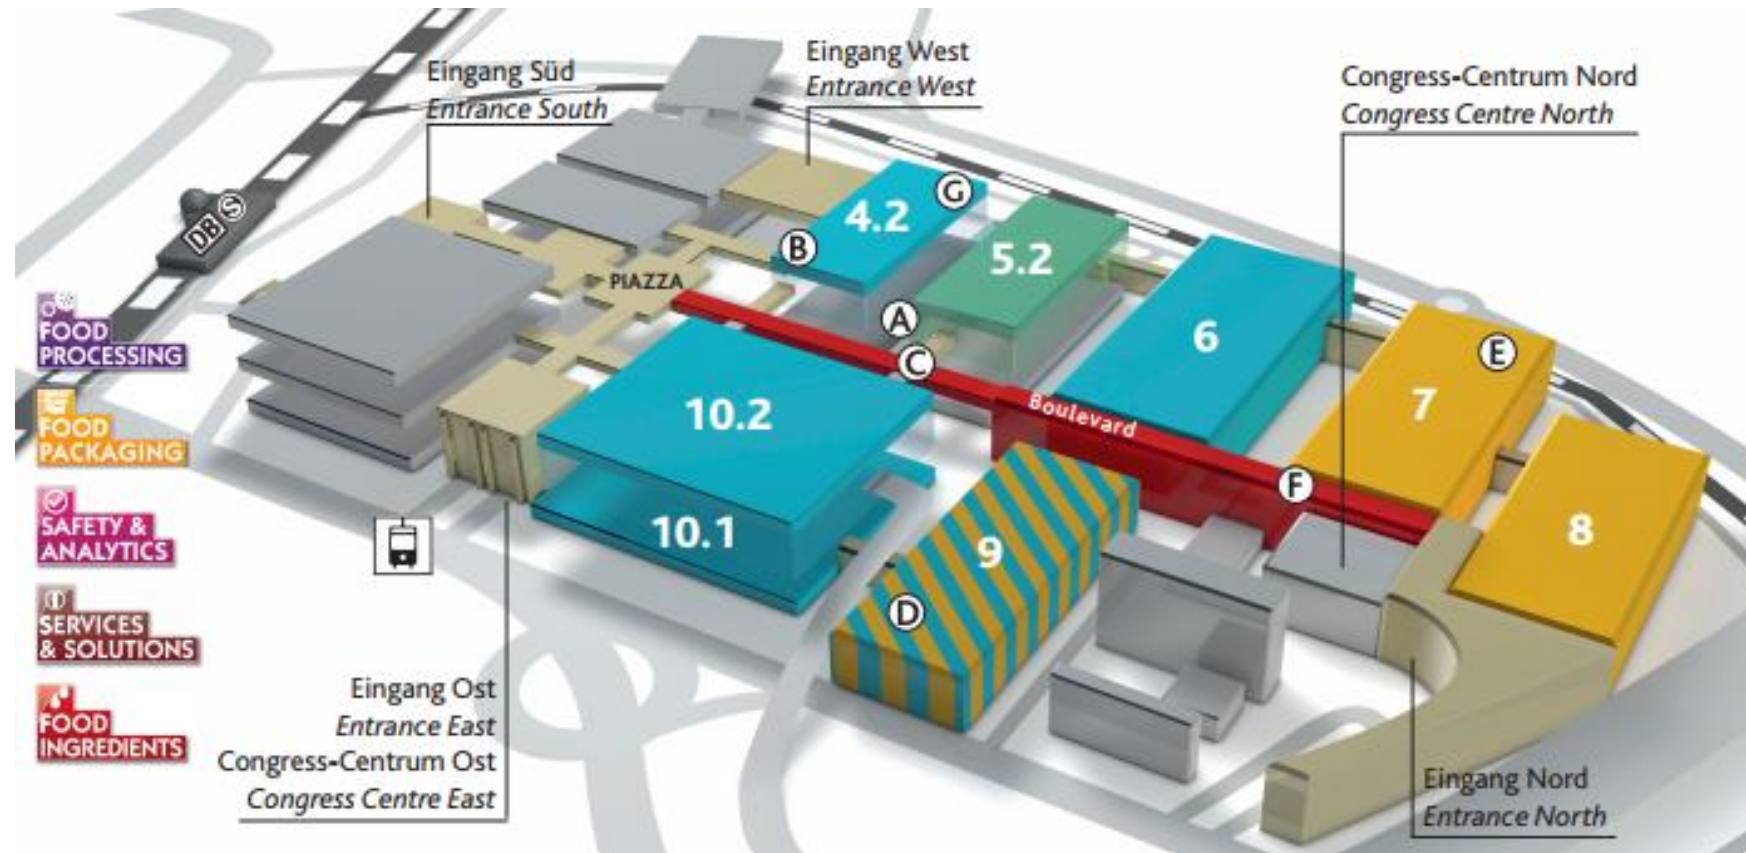 Eingang Süd
Entrance South
Eingang West
Entrance West
Congress-Centrum Nord
Congress Centre North
DB
S
PIAZZA
4.2
G
B
5.2
A
C
6
E
7
Boulevard
F
8
10.2
10.1
9
D
FOOD
PROCESSING
FOOD
PACKAGING
SAFETY &
ANALYTICS
SERVICES
& SOLUTIONS
FOOD
INGREDIENTS
Eingang Ost
Entrance East
Congress-Centrum Ost
Congress Centre East
Eingang Nord
Entrance North